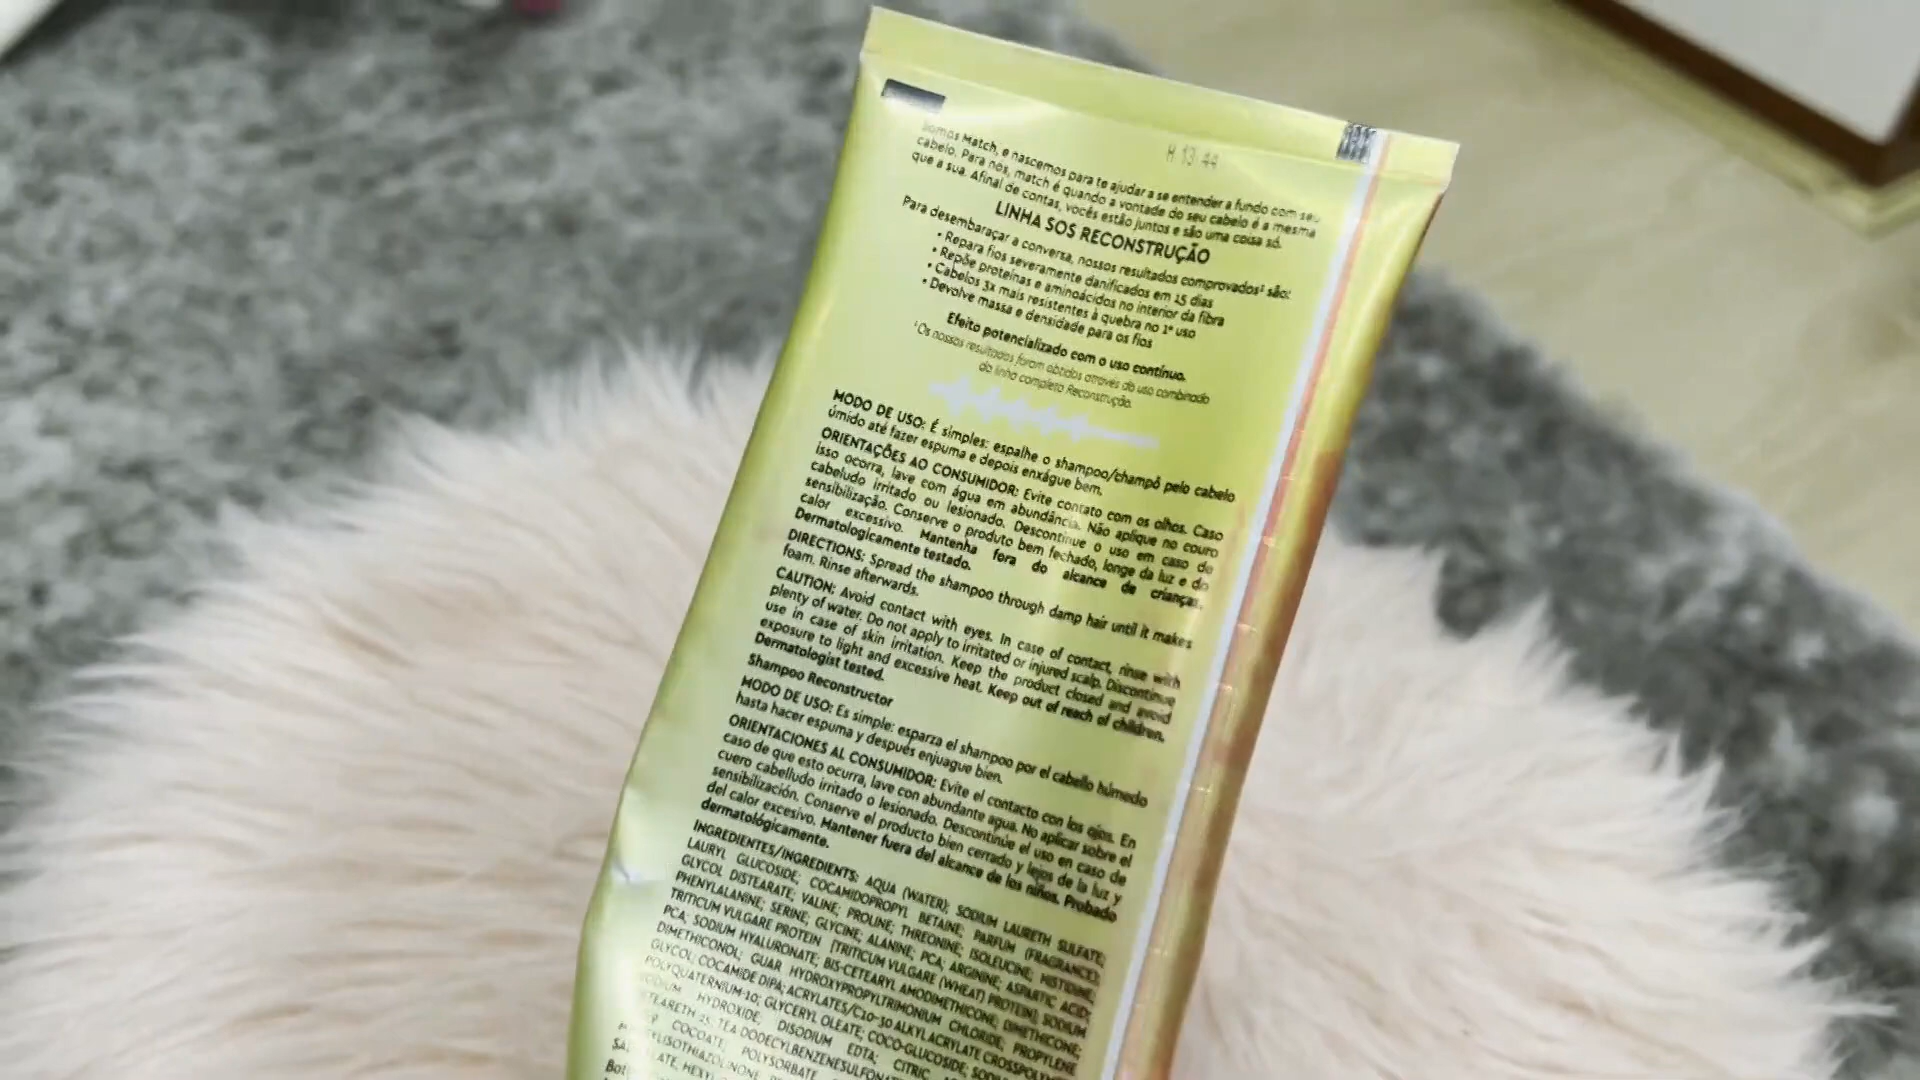 H 13 44
Somos Match, e nascemos para te ajudar a se entender a fundo com seu
cabelo. Para nós, match é quando a vontade do seu cabelo é a mesma
que a sua. Afinal de contas, vocês estão juntos e são uma coisa só.
LINHA SOS RECONSTRUÇÃO
Para desembaraçar a conversa, nossos resultados comprovados¹ são:
• Repara fios severamente danificados em 15 dias
• Repõe proteínas e aminoácidos no interior da fibra
• Cabelos 3x mais resistentes à quebra no 1º uso
• Devolve massa e densidade para os fios
Efeito potencializado com o uso contínuo.
¹Os nossos resultados foram obtidos através do uso combinado
da linha completa Reconstrução.
MODO DE USO: É simples: espalhe o shampoo/champô pelo cabelo
úmido até fazer espuma e depois enxágue bem.
ORIENTAÇÕES AO CONSUMIDOR: Evite contato com os olhos. Caso
isso ocorra, lave com água em abundância. Não aplique no couro
cabeludo irritado ou lesionado. Descontinue o uso em caso de
sensibilização. Conserve o produto bem fechado, longe da luz e do
calor excessivo. Mantenha fora do alcance de crianças.
Dermatologicamente testado.
DIRECTIONS: Spread the shampoo through damp hair until it makes
foam. Rinse afterwards.
CAUTION: Avoid contact with eyes. In case of contact, rinse with
plenty of water. Do not apply to irritated or injured scalp. Discontinue
use in case of skin irritation. Keep the product closed and avoid
exposure to light and excessive heat. Keep out of reach of children.
Dermatologist tested.
Shampoo Reconstructor
MODO DE USO: Es simple: esparza el shampoo por el cabello húmedo
hasta hacer espuma y después enjuague bien.
ORIENTACIONES AL CONSUMIDOR: Evite el contacto con los ojos. En
caso de que esto ocurra, lave con abundante agua. No aplicar sobre el
cuero cabelludo irritado o lesionado. Descontinúe el uso en caso de
sensibilización. Conserve el producto bien cerrado y lejos de la luz y
del calor excesivo. Mantener fuera del alcance de los niños. Probado
dermatológicamente.
INGREDIENTES/INGREDIENTS: AQUA (WATER); SODIUM LAURETH SULFATE;
LAURYL GLUCOSIDE; COCAMIDOPROPYL BETAINE; PARFUM (FRAGRANCE);
GLYCOL DISTEARATE; VALINE; PROLINE; THREONINE; ISOLEUCINE; HISTIDINE;
PHENYLALANINE; SERINE; GLYCINE; ALANINE; PCA; ARGININE; ASPARTIC ACID;
TRITICUM VULGARE PROTEIN [TRITICUM VULGARE (WHEAT) PROTEIN]; SODIUM
PCA; SODIUM HYALURONATE; BIS-CETEARYL AMODIMETHICONE; DIMETHICONE;
DIMETHICONOL; GUAR HYDROXYPROPYLTRIMONIUM CHLORIDE; PROPYLENE
GLYCOL; COCAMIDE DIPA; ACRYLATES/C10-30 ALKYL ACRYLATE CROSSPOLYMER;
POLYQUATERNIUM-10; GLYCERYL OLEATE; COCO-GLUCOSIDE;
HYDROXIDE; DISODIUM EDTA; CITRIC
25; TEA DODECYLBENZENESULFONATE
COCOATE; POLYSORBATE